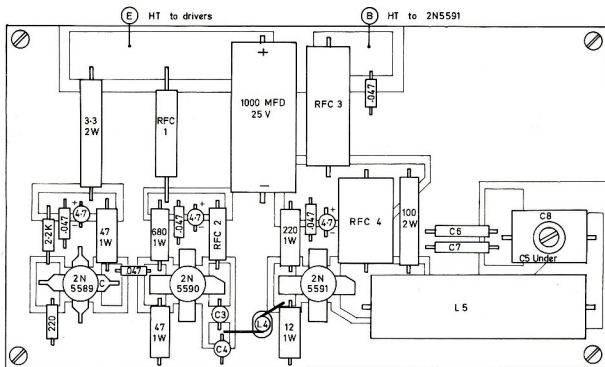 E HT to drivers
B HT to 2N5591
+
1000 MFD
25 V
−
RFC 3
.047
3·3
2W
RFC
1
2·2K
.047
+
4·7
−
47
1W
680
1W
.047
+
4·7
−
RFC 2
220
1W
.047
+
4·7
−
RFC 4
100
2W
C6
C7
C8
C5 Under
2N
5589
C
.047
2N
5590
2N
5591
220
47
1W
C3
C4
L4
12
1W
L 5